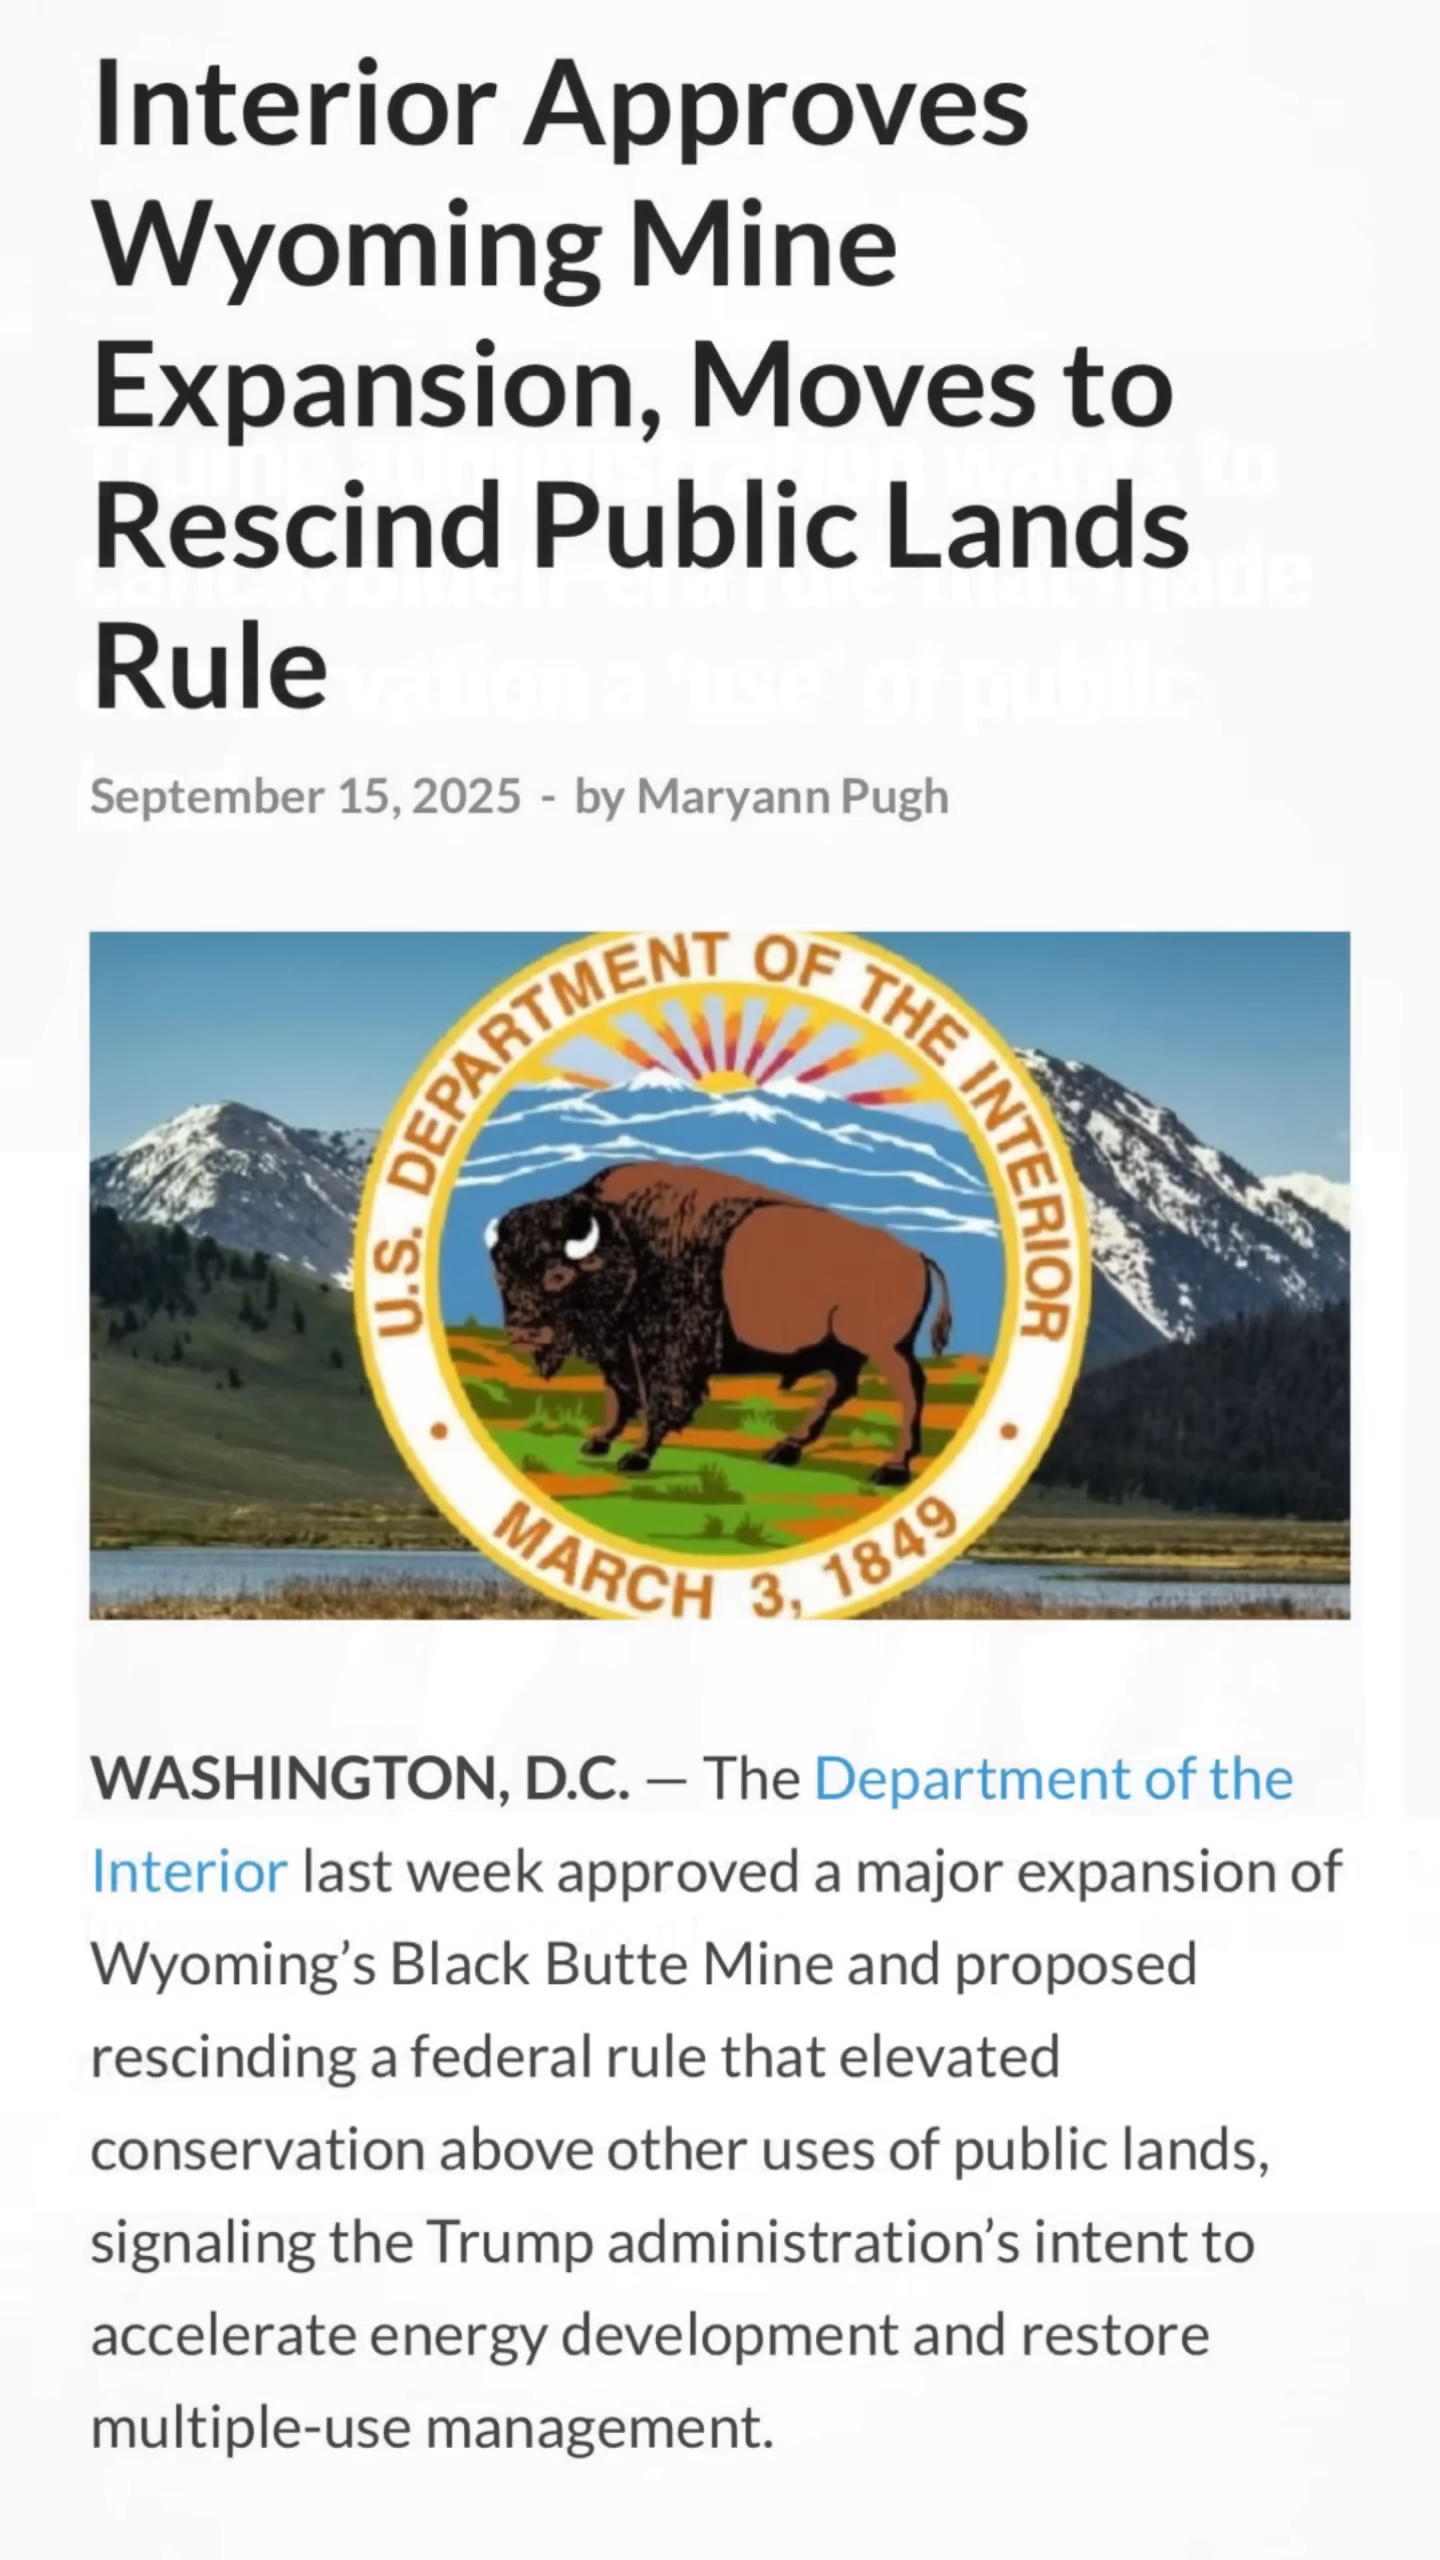 Interior Approves
Wyoming Mine
Expansion, Moves to
Rescind Public Lands
Rule
September 15, 2025 - by Maryann Pugh
U.S. DEPARTMENT OF THE INTERIOR
MARCH 3, 1849
WASHINGTON, D.C. — The Department of the
Interior last week approved a major expansion of
Wyoming’s Black Butte Mine and proposed
rescinding a federal rule that elevated
conservation above other uses of public lands,
signaling the Trump administration’s intent to
accelerate energy development and restore
multiple-use management.